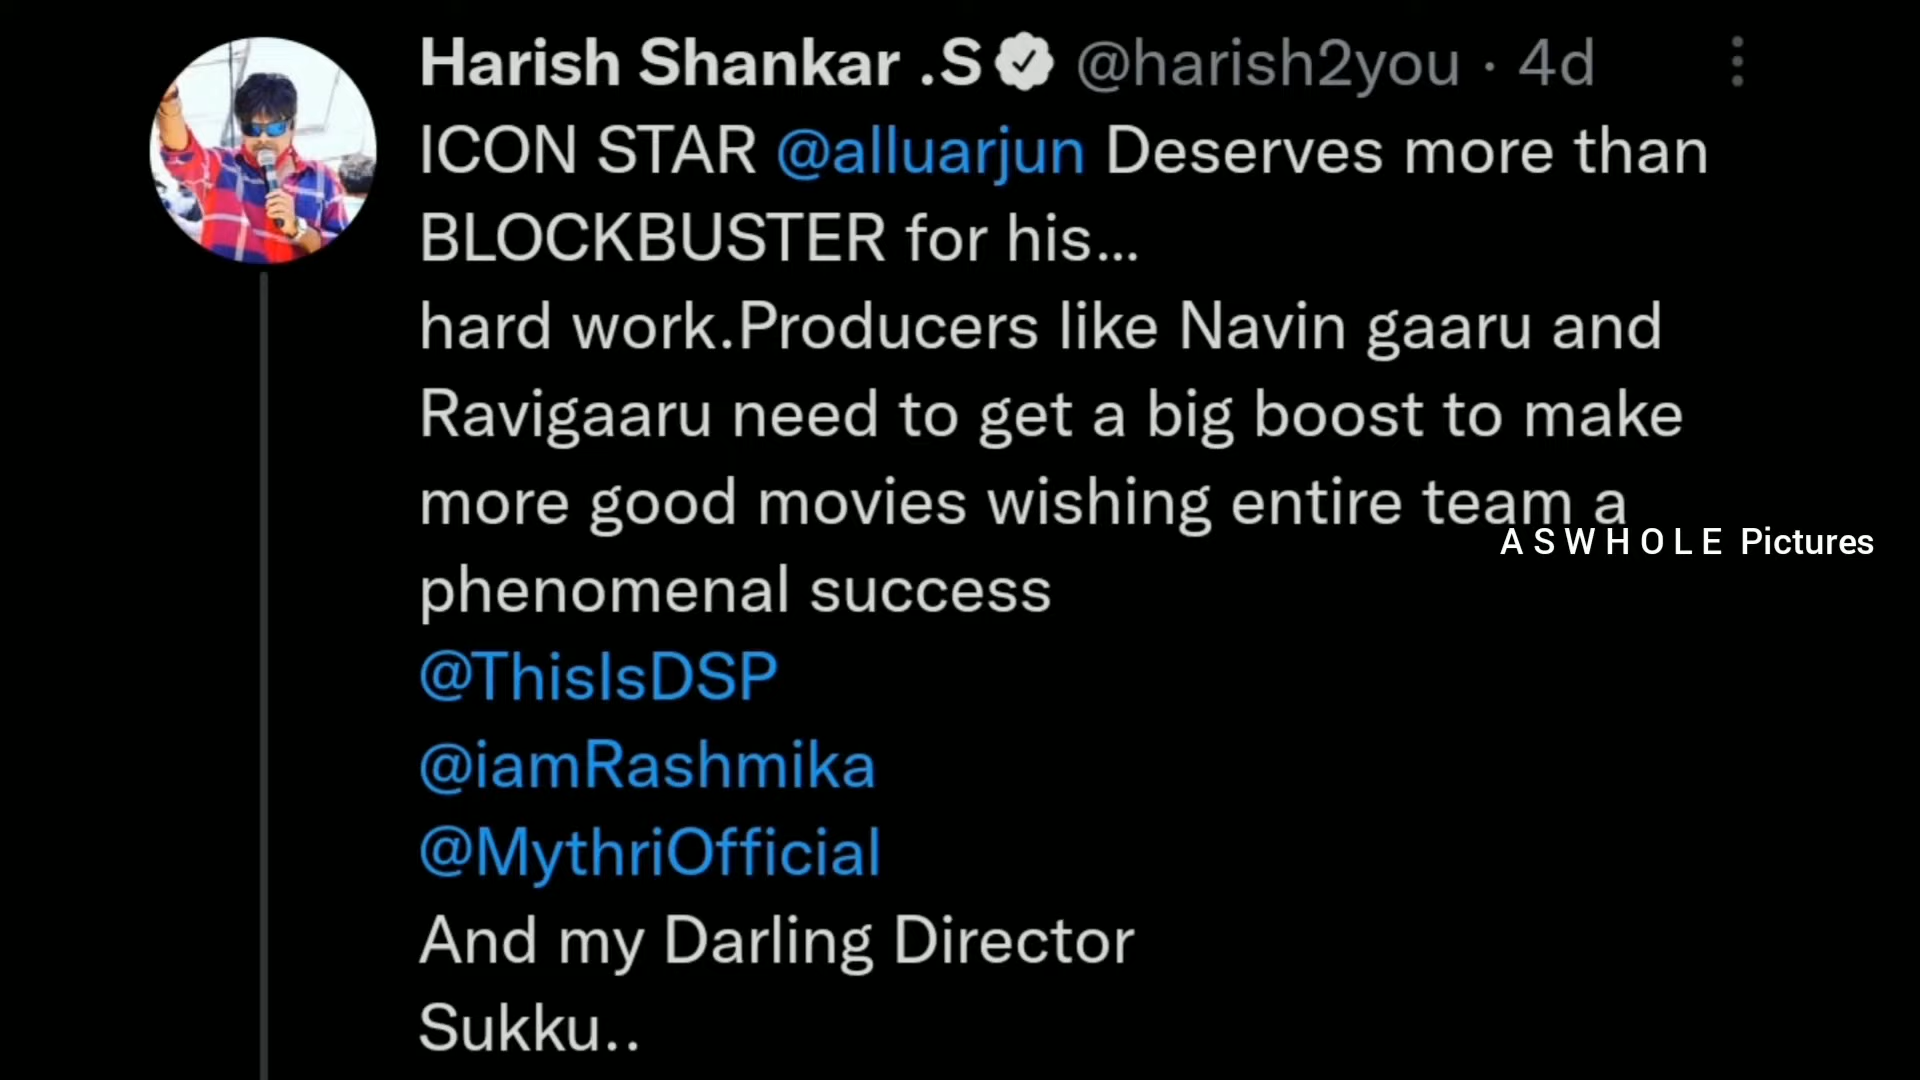 Harish Shankar .S @harish2you · 4d
ICON STAR @alluarjun Deserves more than
BLOCKBUSTER for his...
hard work.Producers like Navin gaaru and
Ravigaaru need to get a big boost to make
more good movies wishing entire team a
A S W H O L E Pictures
phenomenal success
@ThisIsDSP
@iamRashmika
@MythriOfficial
And my Darling Director
Sukku..